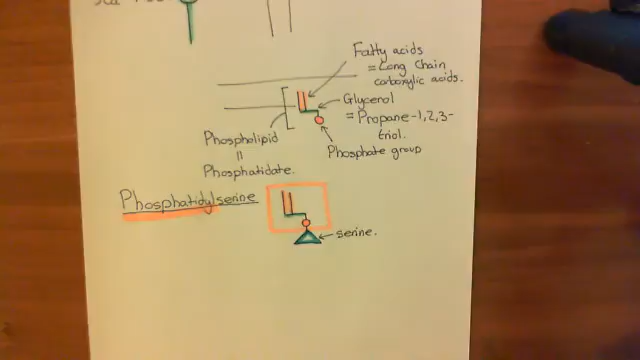 Fatty acids
= Long chain
carboxylic acids.
Glycerol
= Propane-1,2,3-
triol.
Phosphate group
Phospholipid
=
Phosphatidate.
Phosphatidylserine
serine.